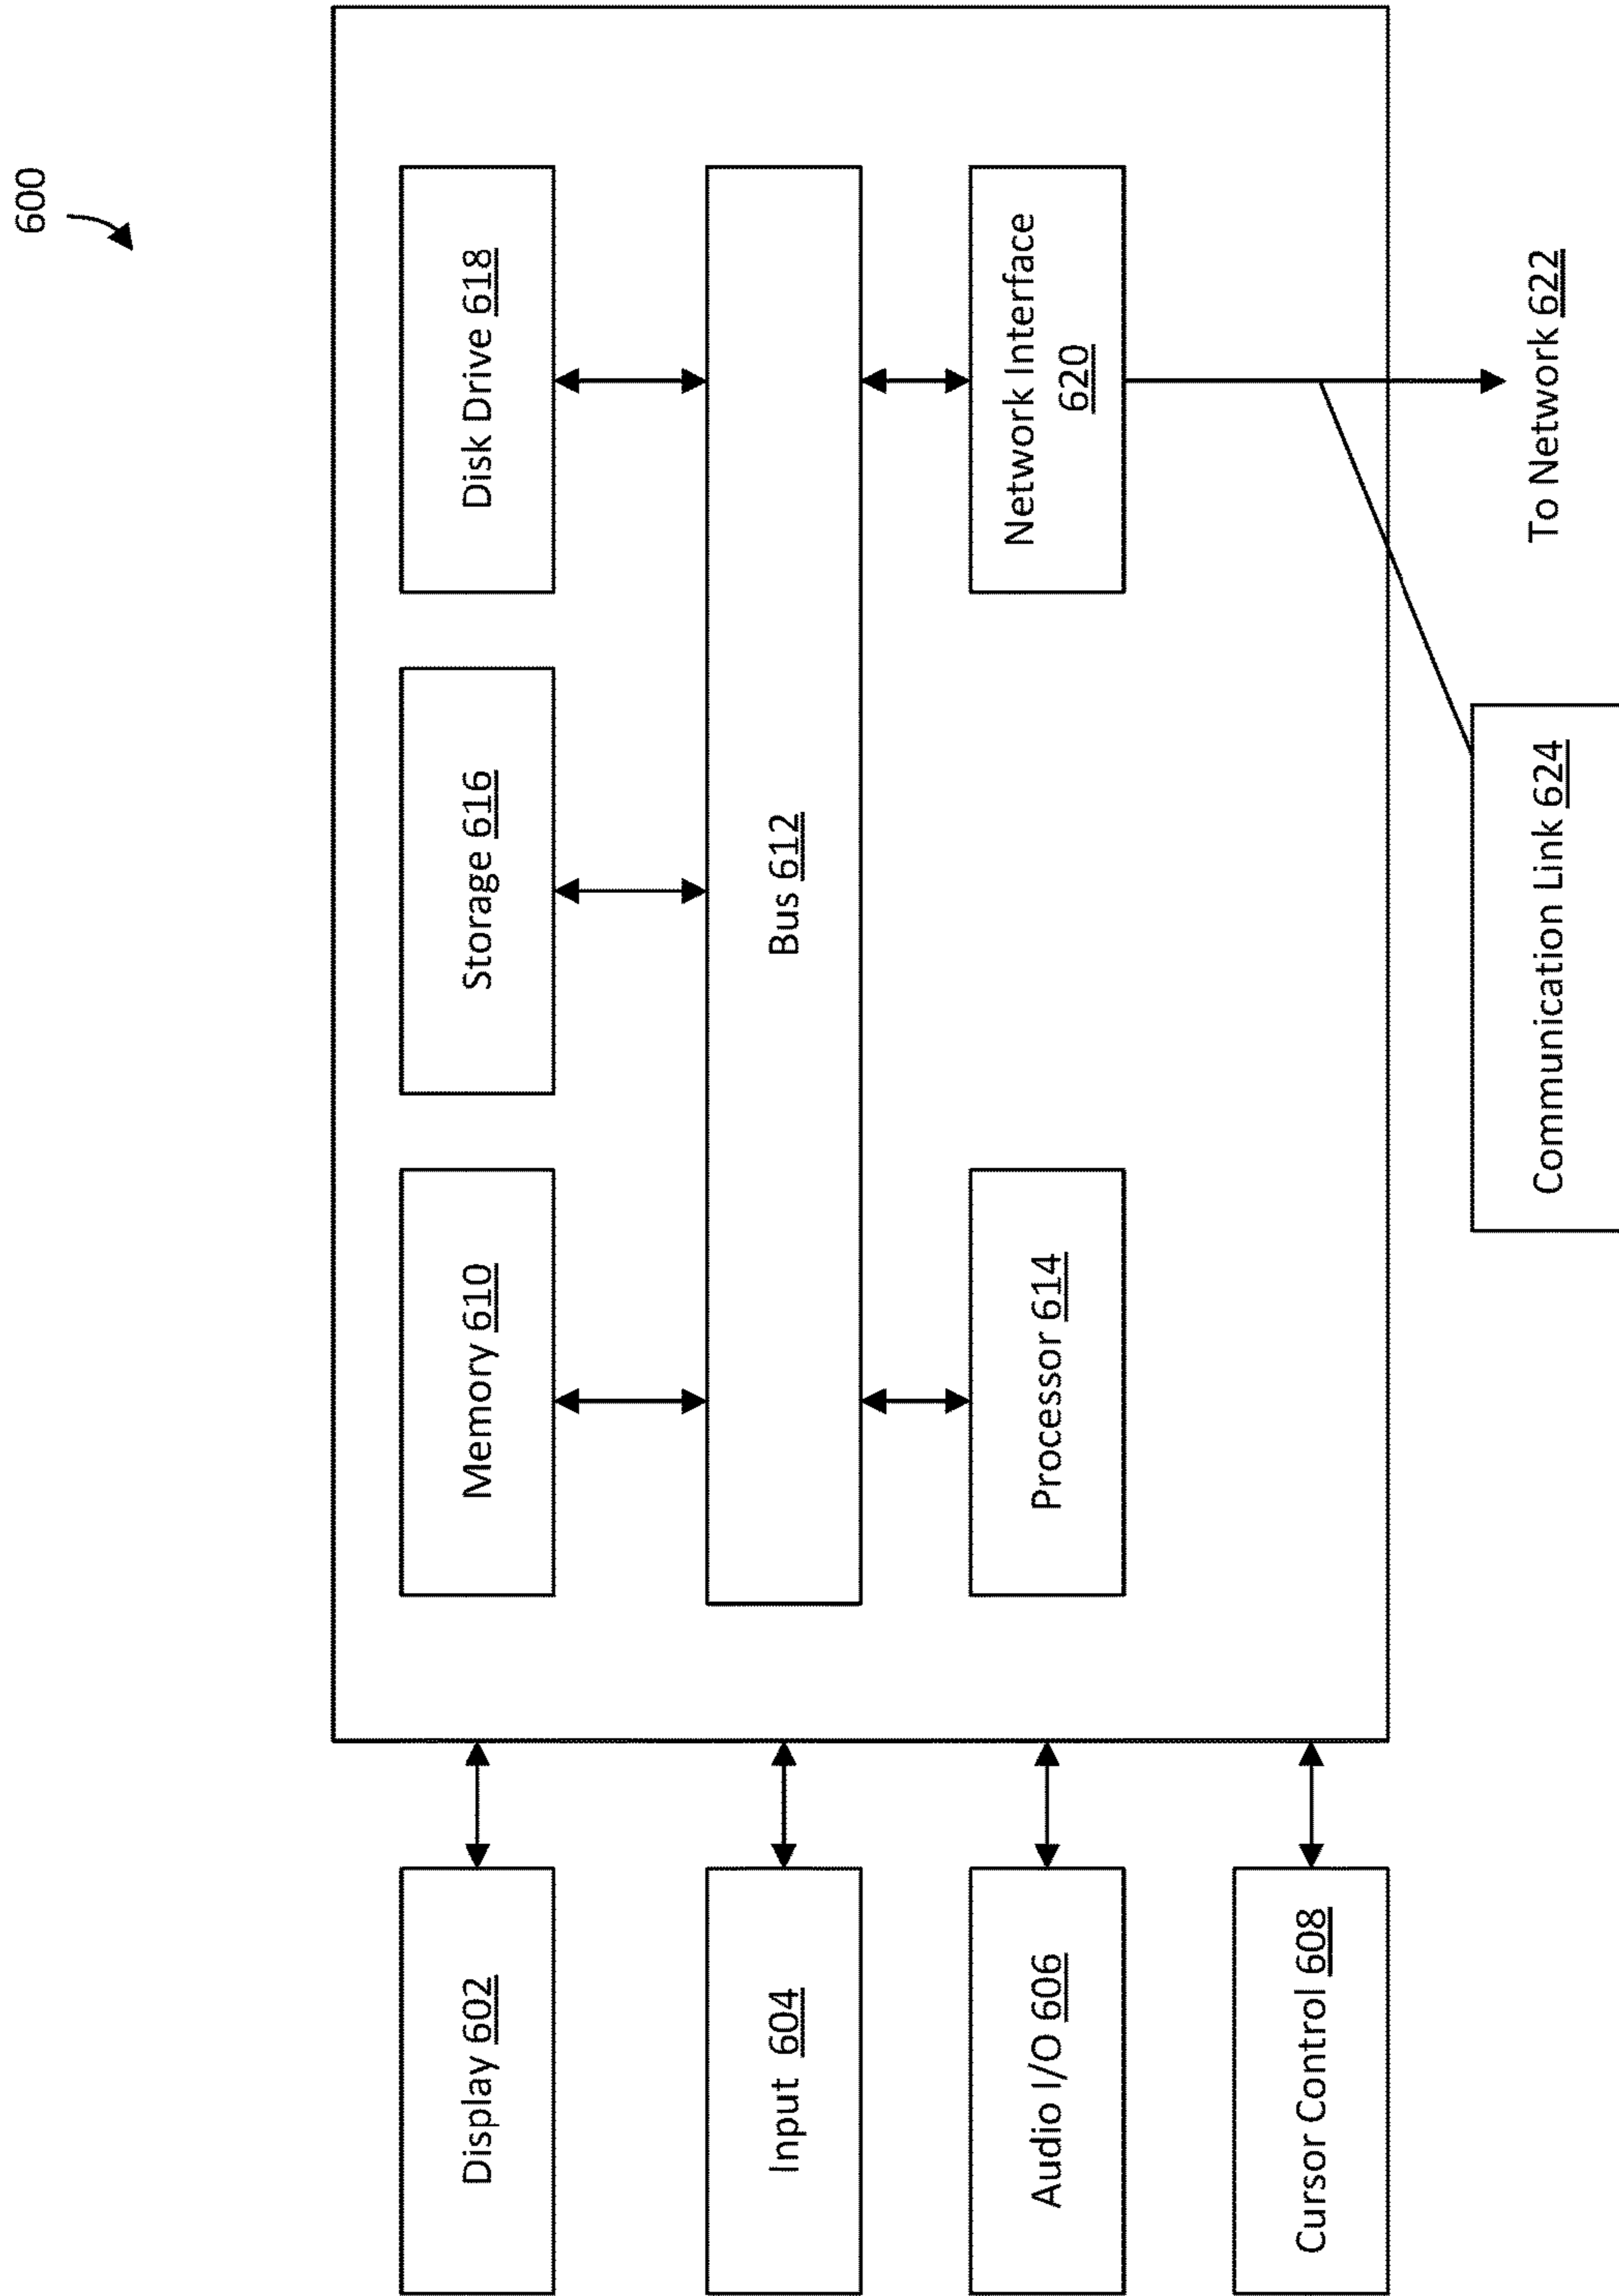 600
Display 602
Memory 610
Storage 616
Disk Drive 618
Input 604
Bus 612
Audio I/O 606
Processor 614
Network Interface
620
Cursor Control 608
Communication Link 624
To Network 622